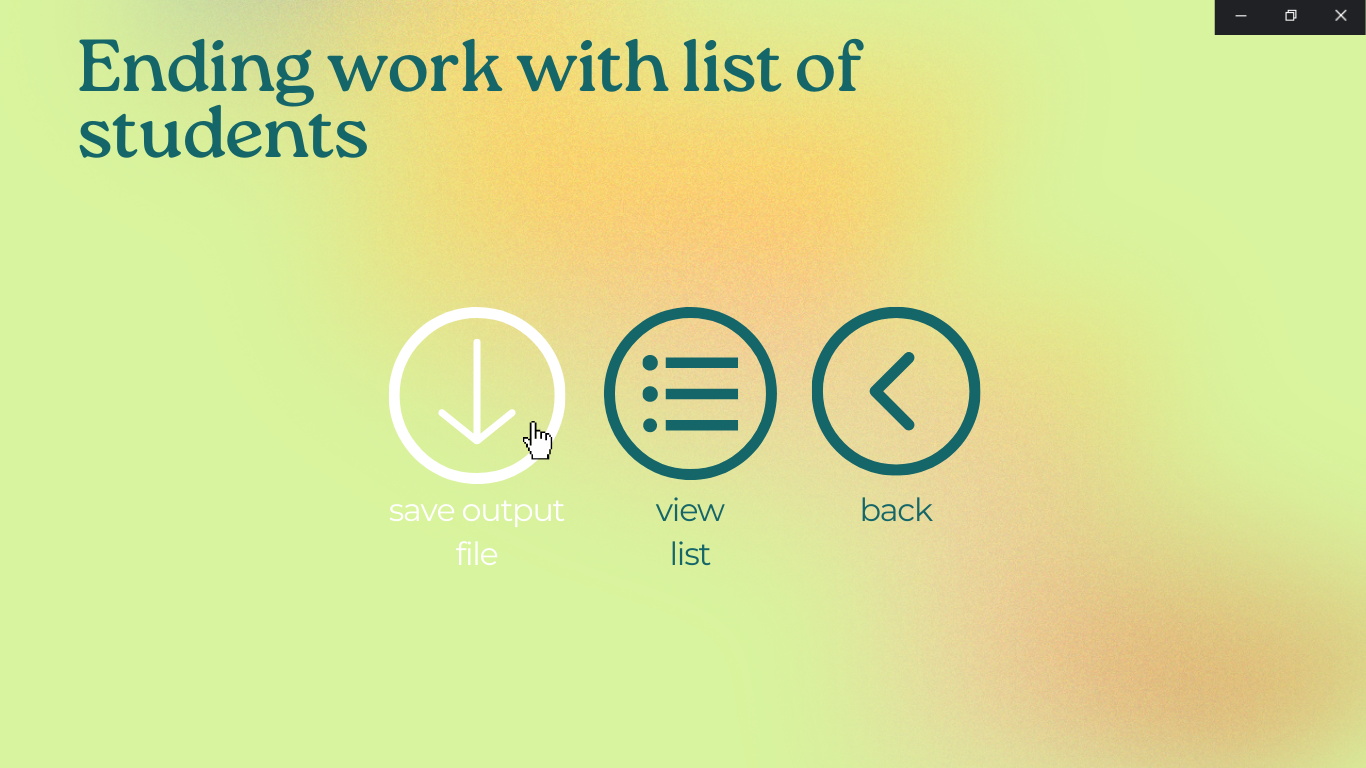 Ending work with list of
students
save output
file
view
list
back